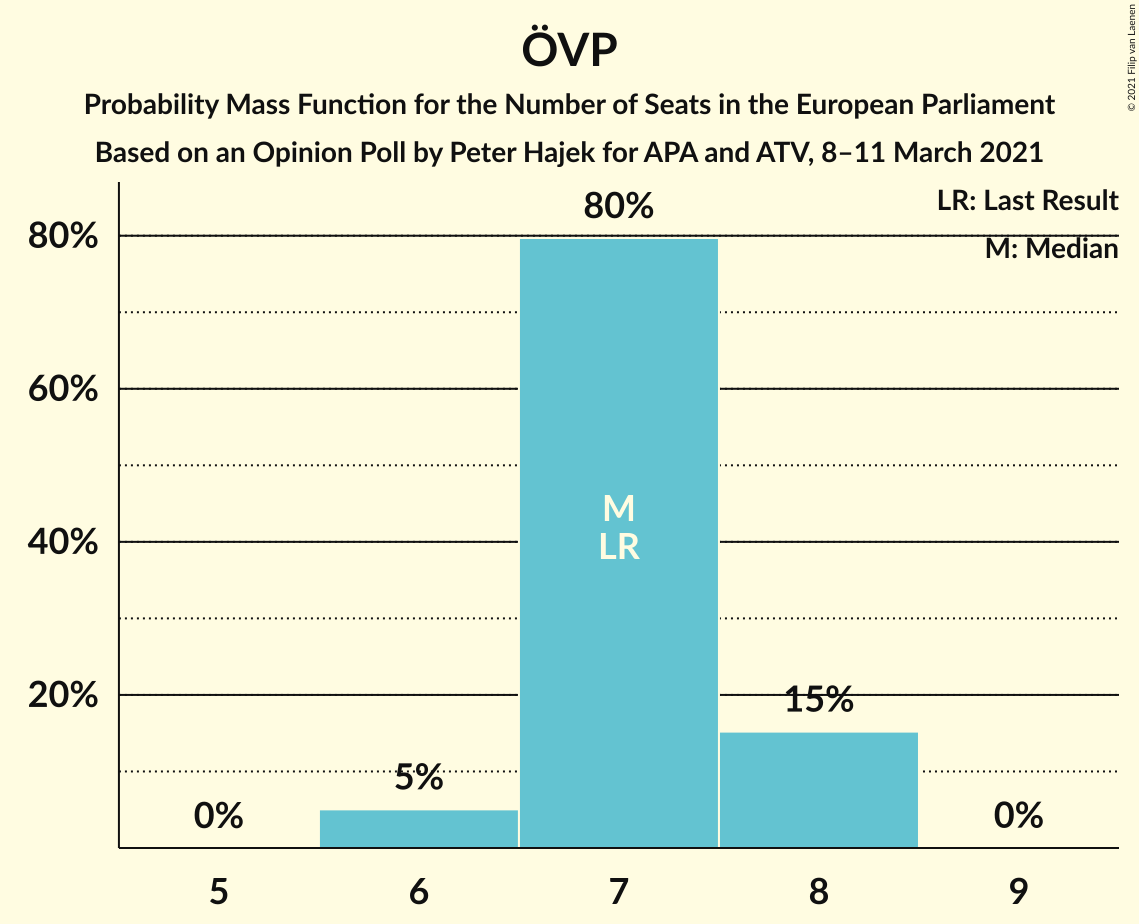 ÖVP
Probability Mass Function for the Number of Seats in the European Parliament
Based on an Opinion Poll by Peter Hajek for APA and ATV, 8–11 March 2021
© 2021 Filip van Laenen
LR: Last Result
M: Median
80%
60%
40%
20%
0%
5%
80%
M
LR
15%
0%
5
6
7
8
9